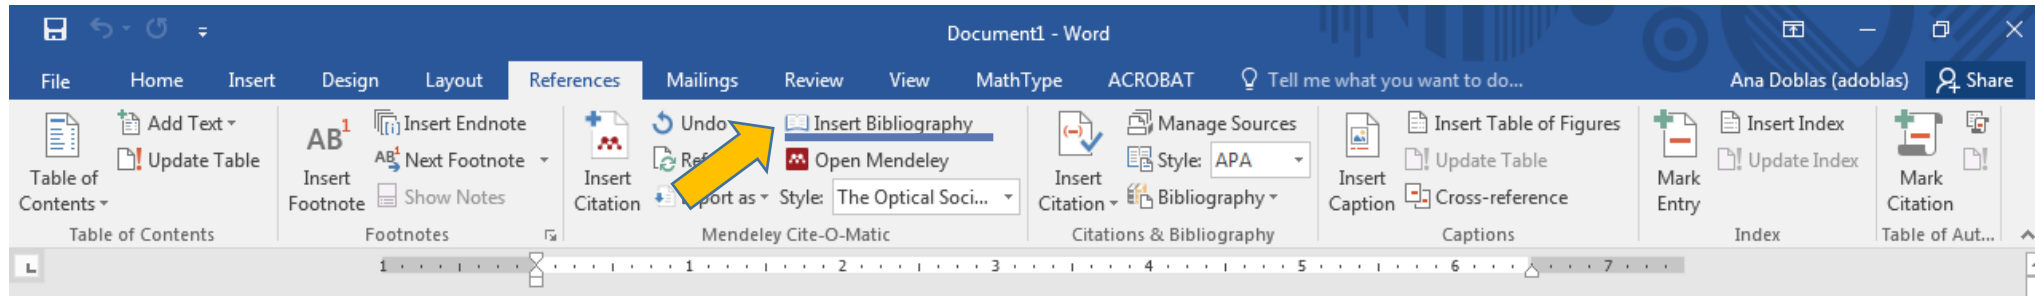 Document1 - Word
File Home Insert Design Layout References Mailings Review View MathType ACROBAT Tell me what you want to do... Ana Doblas (adoblas) Share
Table of Contents
Add Text
Update Table
Table of Contents
AB1
Insert Footnote
[i] Insert Endnote
AB1 Next Footnote
Show Notes
Footnotes
Insert Citation
Undo
as
Insert Bibliography
Open Mendeley
Style: The Optical Soci...
Mendeley Cite-O-Matic
(-)
Insert Citation
Manage Sources
Style: APA
Bibliography
Citations & Bibliography
Insert Caption
Insert Table of Figures
Update Table
Cross-reference
Captions
Mark Entry
Insert Index
Update Index
Index
Mark Citation
Table of Aut...
1 1 2 3 4 5 6 7